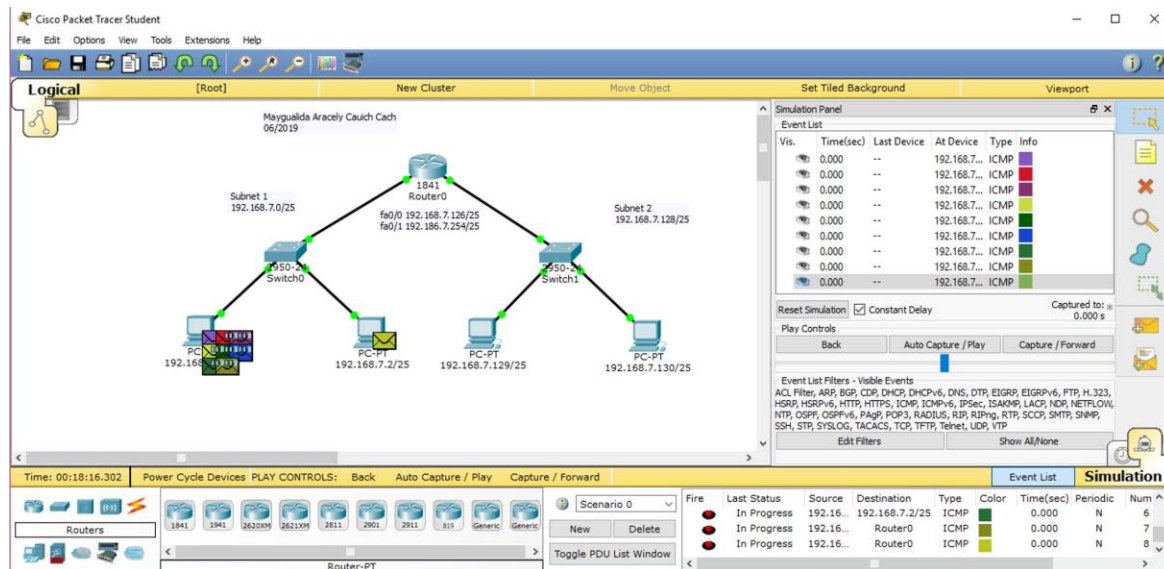 Cisco Packet Tracer Student
File Edit Options View Tools Extensions Help
Logical [Root] New Cluster Move Object Set Tiled Background Viewport
Maygualida Aracely Cauich Cach
06/2019
1841
Router0
fa0/0 192.168.7.126/25
fa0/1 192.186.7.254/25
Subnet 1
192.168.7.0/25
Subnet 2
192.168.7.128/25
2950-24
Switch0
2950-24
Switch1
PC
192.168
PC-PT
192.168.7.2/25
PC-PT
192.168.7.129/25
PC-PT
192.168.7.130/25
Simulation Panel
Event List
Vis. Time(sec) Last Device At Device Type Info
0.000 -- 192.168.7... ICMP
0.000 -- 192.168.7... ICMP
0.000 -- 192.168.7... ICMP
0.000 -- 192.168.7... ICMP
0.000 -- 192.168.7... ICMP
0.000 -- 192.168.7... ICMP
0.000 -- 192.168.7... ICMP
0.000 -- 192.168.7... ICMP
0.000 -- 192.168.7... ICMP
Reset Simulation Constant Delay Captured to: *
0.000 s
Play Controls
Back Auto Capture / Play Capture / Forward
Event List Filters - Visible Events
ACL Filter, ARP, BGP, CDP, DHCP, DHCPv6, DNS, DTP, EIGRP, EIGRPv6, FTP, H.323,
HSRP, HSRPv6, HTTP, HTTPS, ICMP, ICMPv6, IPSec, ISAKMP, LACP, NDP, NETFLOW,
NTP, OSPF, OSPFv6, PAgP, POP3, RADIUS, RIP, RIPng, RTP, SCCP, SMTP, SNMP,
SSH, STP, SYSLOG, TACACS, TCP, TFTP, Telnet, UDP, VTP
Edit Filters Show All/None
Time: 00:18:16.302 Power Cycle Devices PLAY CONTROLS: Back Auto Capture / Play Capture / Forward Event List Simulation
Routers
1841 1941 2620XM 2621XM 2811 2901 2911 819 Generic Generic
Router-PT
Scenario 0
New Delete
Toggle PDU List Window
Fire Last Status Source Destination Type Color Time(sec) Periodic Num
In Progress 192.16... 192.168.7.2/25 ICMP 0.000 N 6
In Progress 192.16... Router0 ICMP 0.000 N 7
In Progress 192.16... Router0 ICMP 0.000 N 8